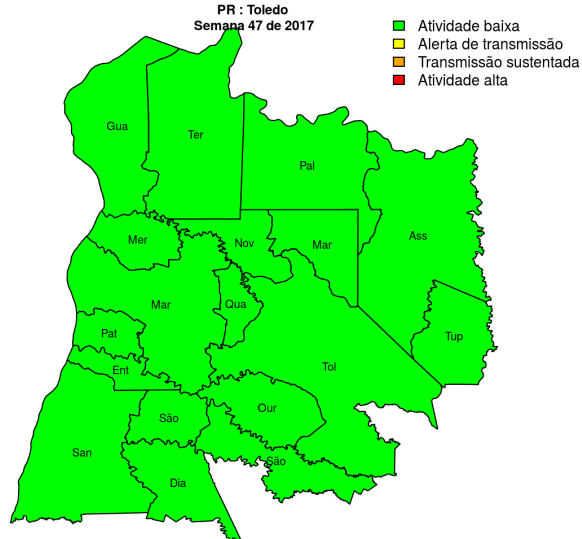 PR : Toledo
Semana 47 de 2017
Atividade baixa
Alerta de transmissão
Transmissão sustentada
Atividade alta
Gua
Ter
Pal
Mer
Nov
Mar
Ass
Mar
Qua
Pat
Tup
Ent
Tol
São
Our
San
São
Dia